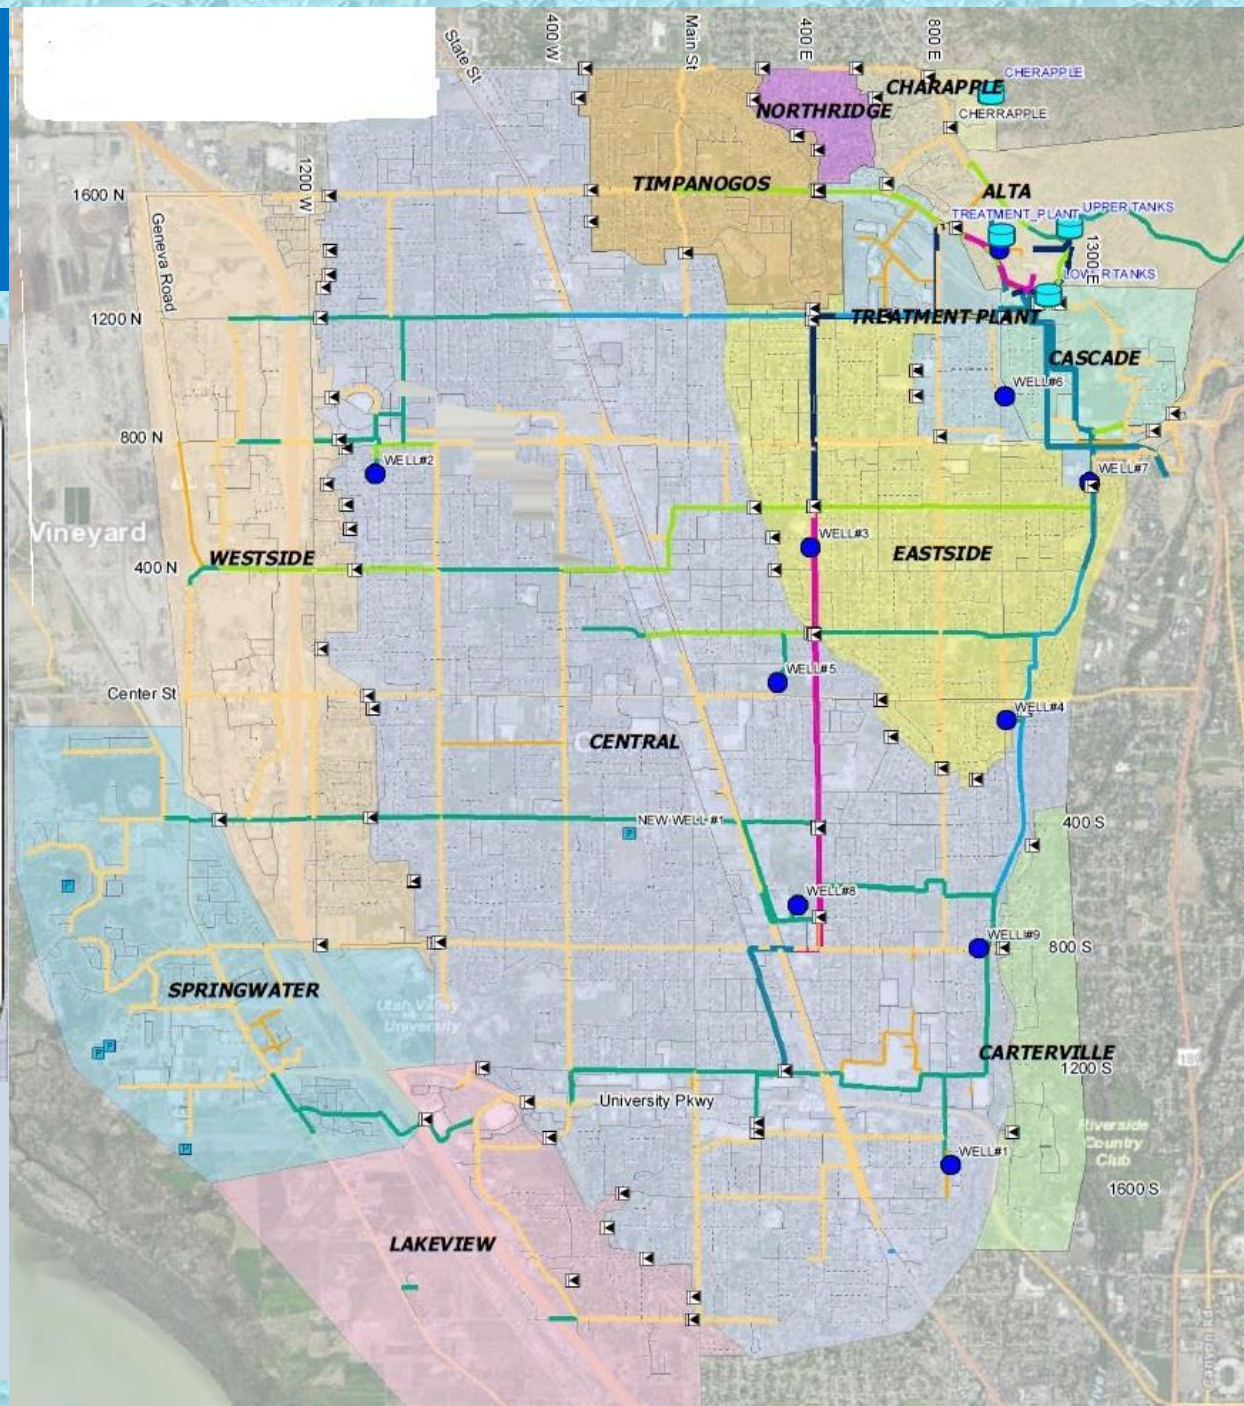 400 W
Main St
400 E
800 E
State St
CHERAPPLE
CHARAPPLE
NORTHRIDGE
CHERRAPPLE
1200 W
TIMPANOGOS
1600 N
ALTA
TREATMENT_PLANT
UPPER TANKS
Geneva Road
1300 E
LOWER TANKS
1200 N
TREATMENT PLANT
CASCADE
WELL#6
800 N
WELL#2
WELL#7
Vineyard
WELL#3
WESTSIDE
EASTSIDE
400 N
WELL#5
Center St
WELL#4
CENTRAL
NEW WELL #1
400 S
WELL#8
WELL#9
800 S
SPRINGWATER
Utah Valley
University
CARTERVILLE
1200 S
University Pkwy
Riverside
Country
Club
WELL#1
1600 S
LAKEVIEW